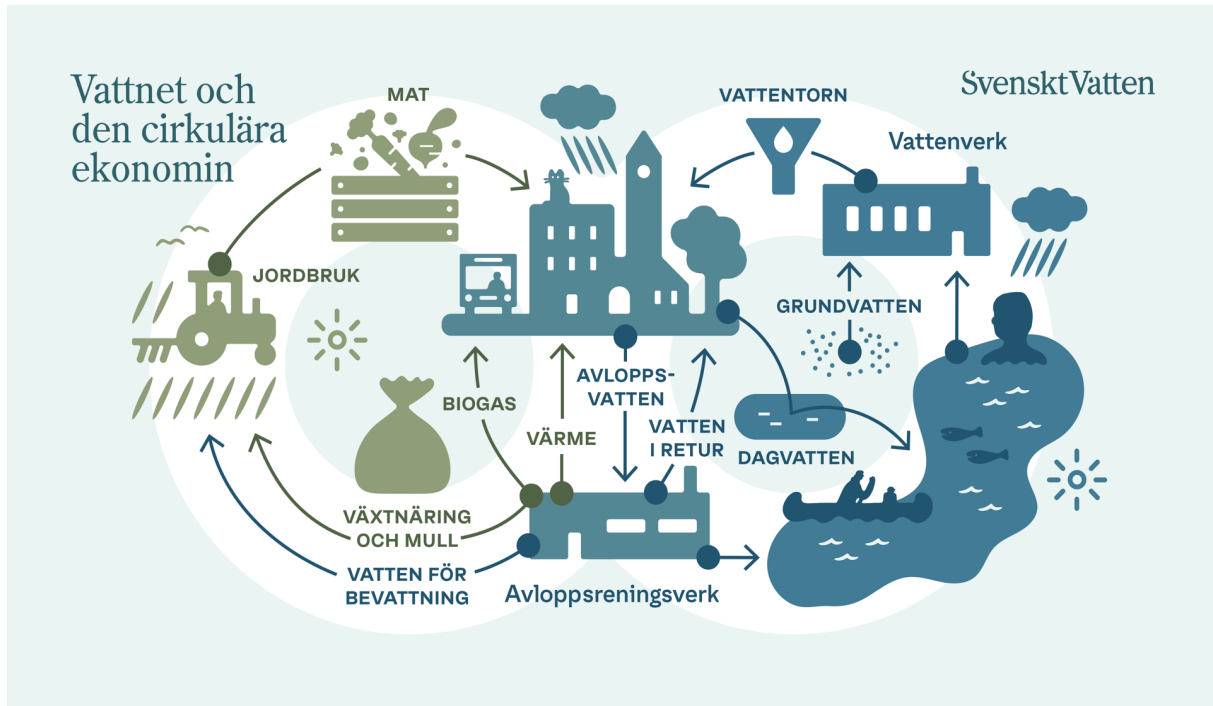 Vattnet och
den cirkulära
ekonomin
SvensktVatten
MAT
VATTENTORN
Vattenverk
JORDBRUK
GRUNDVATTEN
AVLOPPS-
VATTEN
BIOGAS
VÄRME
VATTEN
I RETUR
DAGVATTEN
VÄXTNÄRING
OCH MULL
VATTEN FÖR
BEVATTNING
Avloppsreningsverk